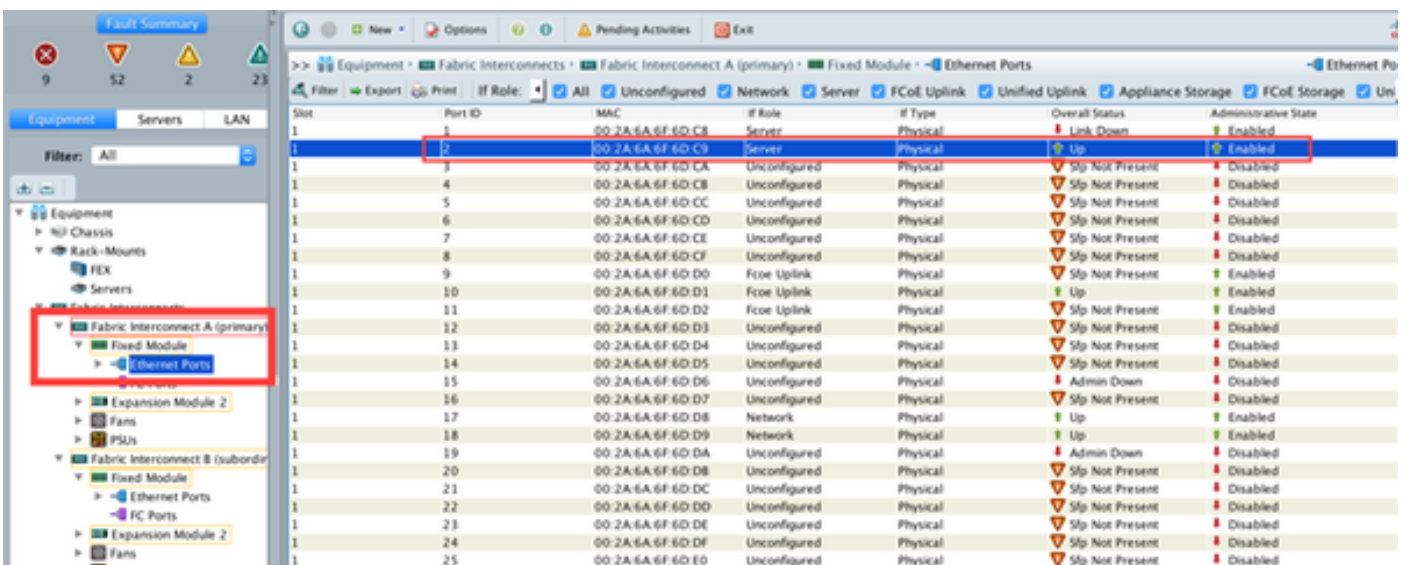 Fault Summary
9 52 2 23
New Options Pending Activities Exit
>> Equipment Fabric Interconnects Fabric Interconnect A (primary) Fixed Module Ethernet Ports Ethernet Po
Filter Export Print If Role: All Unconfigured Network Server FCoE Uplink Unified Uplink Appliance Storage FCoE Storage Un
Equipment Servers LAN
Filter: All
Equipment
Chassis
Rack-Mounts
FEX
Servers
Fabric Interconnects
Fabric Interconnect A (primary)
Fixed Module
Ethernet Ports
FC Ports
Expansion Module 2
Fans
PSUs
Fabric Interconnect B (subordin
Fixed Module
Ethernet Ports
FC Ports
Expansion Module 2
Fans
Slot Port ID MAC If Role If Type Overall Status Administrative State
1 1 00:2A:6A:6F:6D:C8 Server Physical Link Down Enabled
1 2 00:2A:6A:6F:6D:C9 Server Physical Up Enabled
1 3 00:2A:6A:6F:6D:CA Unconfigured Physical Sfp Not Present Disabled
1 4 00:2A:6A:6F:6D:CB Unconfigured Physical Sfp Not Present Disabled
1 5 00:2A:6A:6F:6D:CC Unconfigured Physical Sfp Not Present Disabled
1 6 00:2A:6A:6F:6D:CD Unconfigured Physical Sfp Not Present Disabled
1 7 00:2A:6A:6F:6D:CE Unconfigured Physical Sfp Not Present Disabled
1 8 00:2A:6A:6F:6D:CF Unconfigured Physical Sfp Not Present Disabled
1 9 00:2A:6A:6F:6D:D0 Fcoe Uplink Physical Sfp Not Present Enabled
1 10 00:2A:6A:6F:6D:D1 Fcoe Uplink Physical Up Enabled
1 11 00:2A:6A:6F:6D:D2 Fcoe Uplink Physical Sfp Not Present Enabled
1 12 00:2A:6A:6F:6D:D3 Unconfigured Physical Sfp Not Present Disabled
1 13 00:2A:6A:6F:6D:D4 Unconfigured Physical Sfp Not Present Disabled
1 14 00:2A:6A:6F:6D:D5 Unconfigured Physical Sfp Not Present Disabled
1 15 00:2A:6A:6F:6D:D6 Unconfigured Physical Admin Down Disabled
1 16 00:2A:6A:6F:6D:D7 Unconfigured Physical Sfp Not Present Disabled
1 17 00:2A:6A:6F:6D:D8 Network Physical Up Enabled
1 18 00:2A:6A:6F:6D:D9 Network Physical Up Enabled
1 19 00:2A:6A:6F:6D:DA Unconfigured Physical Admin Down Disabled
1 20 00:2A:6A:6F:6D:DB Unconfigured Physical Sfp Not Present Disabled
1 21 00:2A:6A:6F:6D:DC Unconfigured Physical Sfp Not Present Disabled
1 22 00:2A:6A:6F:6D:DD Unconfigured Physical Sfp Not Present Disabled
1 23 00:2A:6A:6F:6D:DE Unconfigured Physical Sfp Not Present Disabled
1 24 00:2A:6A:6F:6D:DF Unconfigured Physical Sfp Not Present Disabled
1 25 00:2A:6A:6F:6D:E0 Unconfigured Physical Sfp Not Present Disabled